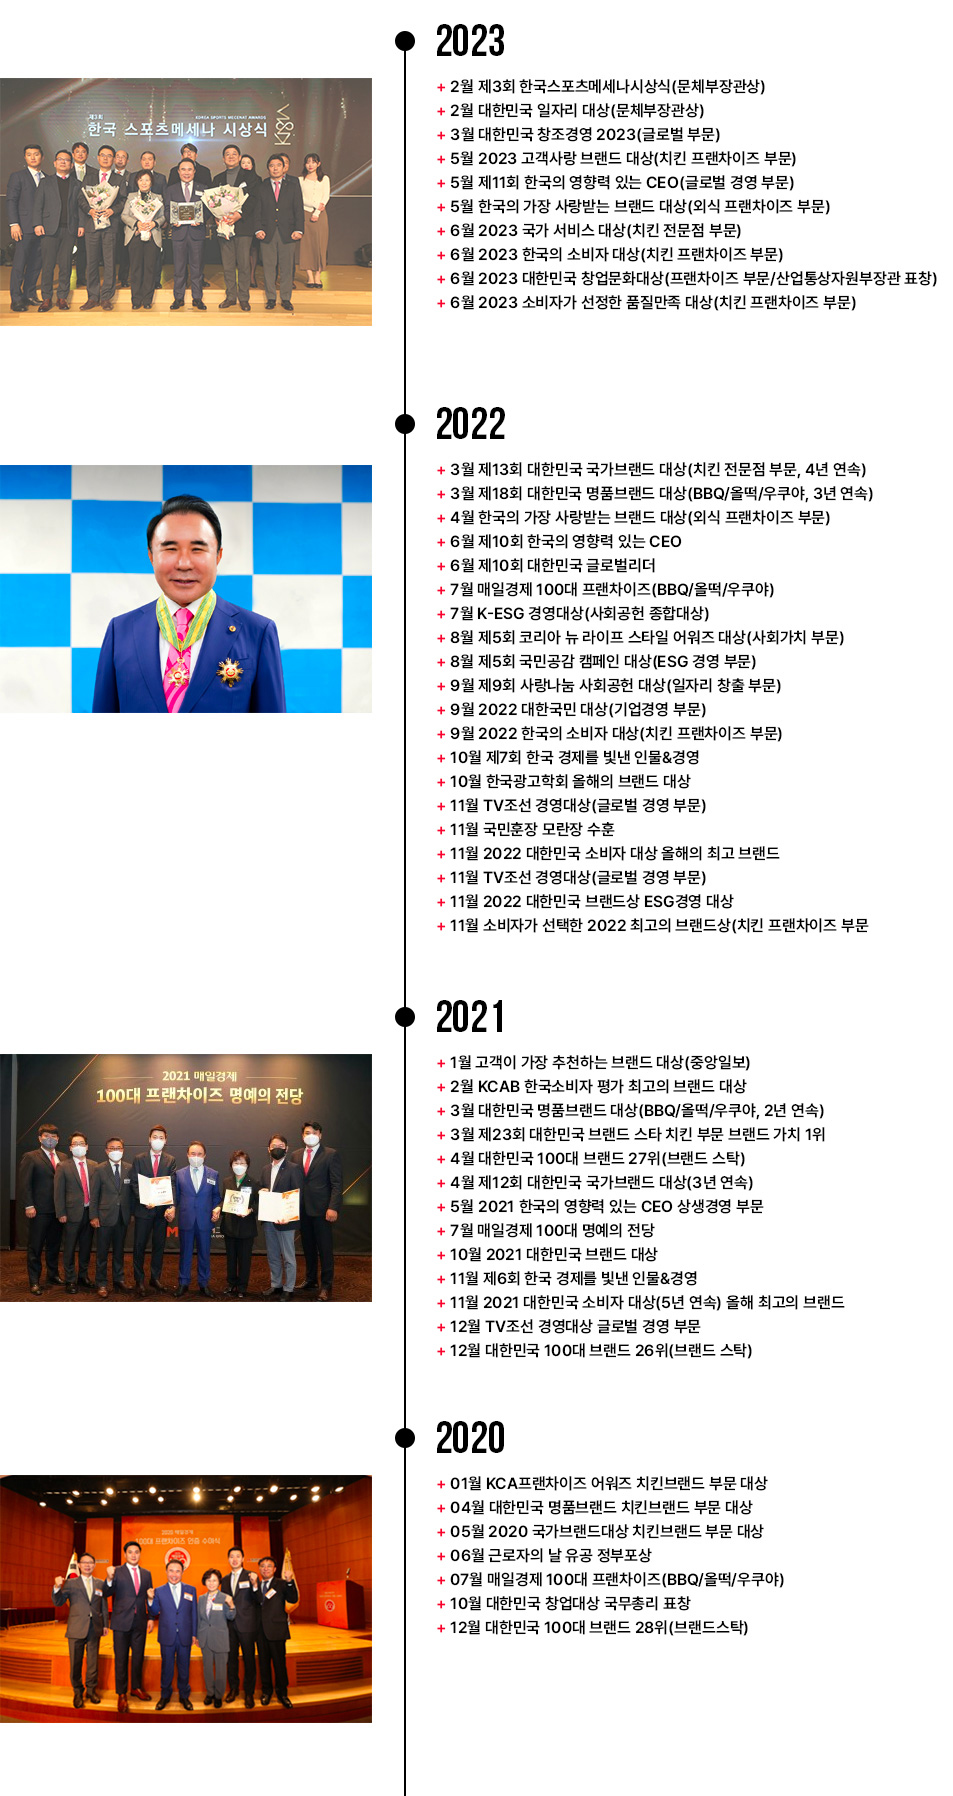 2023
+ 2월 제3회 한국스포츠메세나시상식(문체부장관상)
+ 2월 대한민국 일자리 대상(문체부장관상)
+ 3월 대한민국 창조경영 2023(글로벌 부문)
+ 5월 2023 고객사랑 브랜드 대상(치킨 프랜차이즈 부문)
+ 5월 제11회 한국의 영향력 있는 CEO(글로벌 경영 부문)
+ 5월 한국의 가장 사랑받는 브랜드 대상(외식 프랜차이즈 부문)
+ 6월 2023 국가 서비스 대상(치킨 전문점 부문)
+ 6월 2023 한국의 소비자 대상(치킨 프랜차이즈 부문)
+ 6월 2023 대한민국 창업문화대상(프랜차이즈 부문/산업통상자원부장관 표창)
+ 6월 2023 소비자가 선정한 품질만족 대상(치킨 프랜차이즈 부문)
제3회
KOREA SPORTS MECENAT AWARDS
한국 스포츠메세나 시상식
2022
+ 3월 제13회 대한민국 국가브랜드 대상(치킨 전문점 부문, 4년 연속)
+ 3월 제18회 대한민국 명품브랜드 대상(BBQ/올떡/우쿠야, 3년 연속)
+ 4월 한국의 가장 사랑받는 브랜드 대상(외식 프랜차이즈 부문)
+ 6월 제10회 한국의 영향력 있는 CEO
+ 6월 제10회 대한민국 글로벌리더
+ 7월 매일경제 100대 프랜차이즈(BBQ/올떡/우쿠야)
+ 7월 K-ESG 경영대상(사회공헌 종합대상)
+ 8월 제5회 코리아 뉴 라이프 스타일 어워즈 대상(사회가치 부문)
+ 8월 제5회 국민공감 캠페인 대상(ESG 경영 부문)
+ 9월 제9회 사랑나눔 사회공헌 대상(일자리 창출 부문)
+ 9월 2022 대한국민 대상(기업경영 부문)
+ 9월 2022 한국의 소비자 대상(치킨 프랜차이즈 부문)
+ 10월 제7회 한국 경제를 빛낸 인물&경영
+ 10월 한국광고학회 올해의 브랜드 대상
+ 11월 TV조선 경영대상(글로벌 경영 부문)
+ 11월 국민훈장 모란장 수훈
+ 11월 2022 대한민국 소비자 대상 올해의 최고 브랜드
+ 11월 TV조선 경영대상(글로벌 경영 부문)
+ 11월 2022 대한민국 브랜드상 ESG경영 대상
+ 11월 소비자가 선택한 2022 최고의 브랜드상(치킨 프랜차이즈 부문
2021
+ 1월 고객이 가장 추천하는 브랜드 대상(중앙일보)
+ 2월 KCAB 한국소비자 평가 최고의 브랜드 대상
+ 3월 대한민국 명품브랜드 대상(BBQ/올떡/우쿠야, 2년 연속)
+ 3월 제23회 대한민국 브랜드 스타 치킨 부문 브랜드 가치 1위
+ 4월 대한민국 100대 브랜드 27위(브랜드 스탁)
+ 4월 제12회 대한민국 국가브랜드 대상(3년 연속)
+ 5월 2021 한국의 영향력 있는 CEO 상생경영 부문
+ 7월 매일경제 100대 명예의 전당
+ 10월 2021 대한민국 브랜드 대상
+ 11월 제6회 한국 경제를 빛낸 인물&경영
+ 11월 2021 대한민국 소비자 대상(5년 연속) 올해 최고의 브랜드
+ 12월 TV조선 경영대상 글로벌 경영 부문
+ 12월 대한민국 100대 브랜드 26위(브랜드 스탁)
2021 매일경제
100대 프랜차이즈 명예의 전당
2020
+ 01월 KCA프랜차이즈 어워즈 치킨브랜드 부문 대상
+ 04월 대한민국 명품브랜드 치킨브랜드 부문 대상
+ 05월 2020 국가브랜드대상 치킨브랜드 부문 대상
+ 06월 근로자의 날 유공 정부포상
+ 07월 매일경제 100대 프랜차이즈(BBQ/올떡/우쿠야)
+ 10월 대한민국 창업대상 국무총리 표창
+ 12월 대한민국 100대 브랜드 28위(브랜드스탁)
2020 매일경제
100대 프랜차이즈 인증 수여식